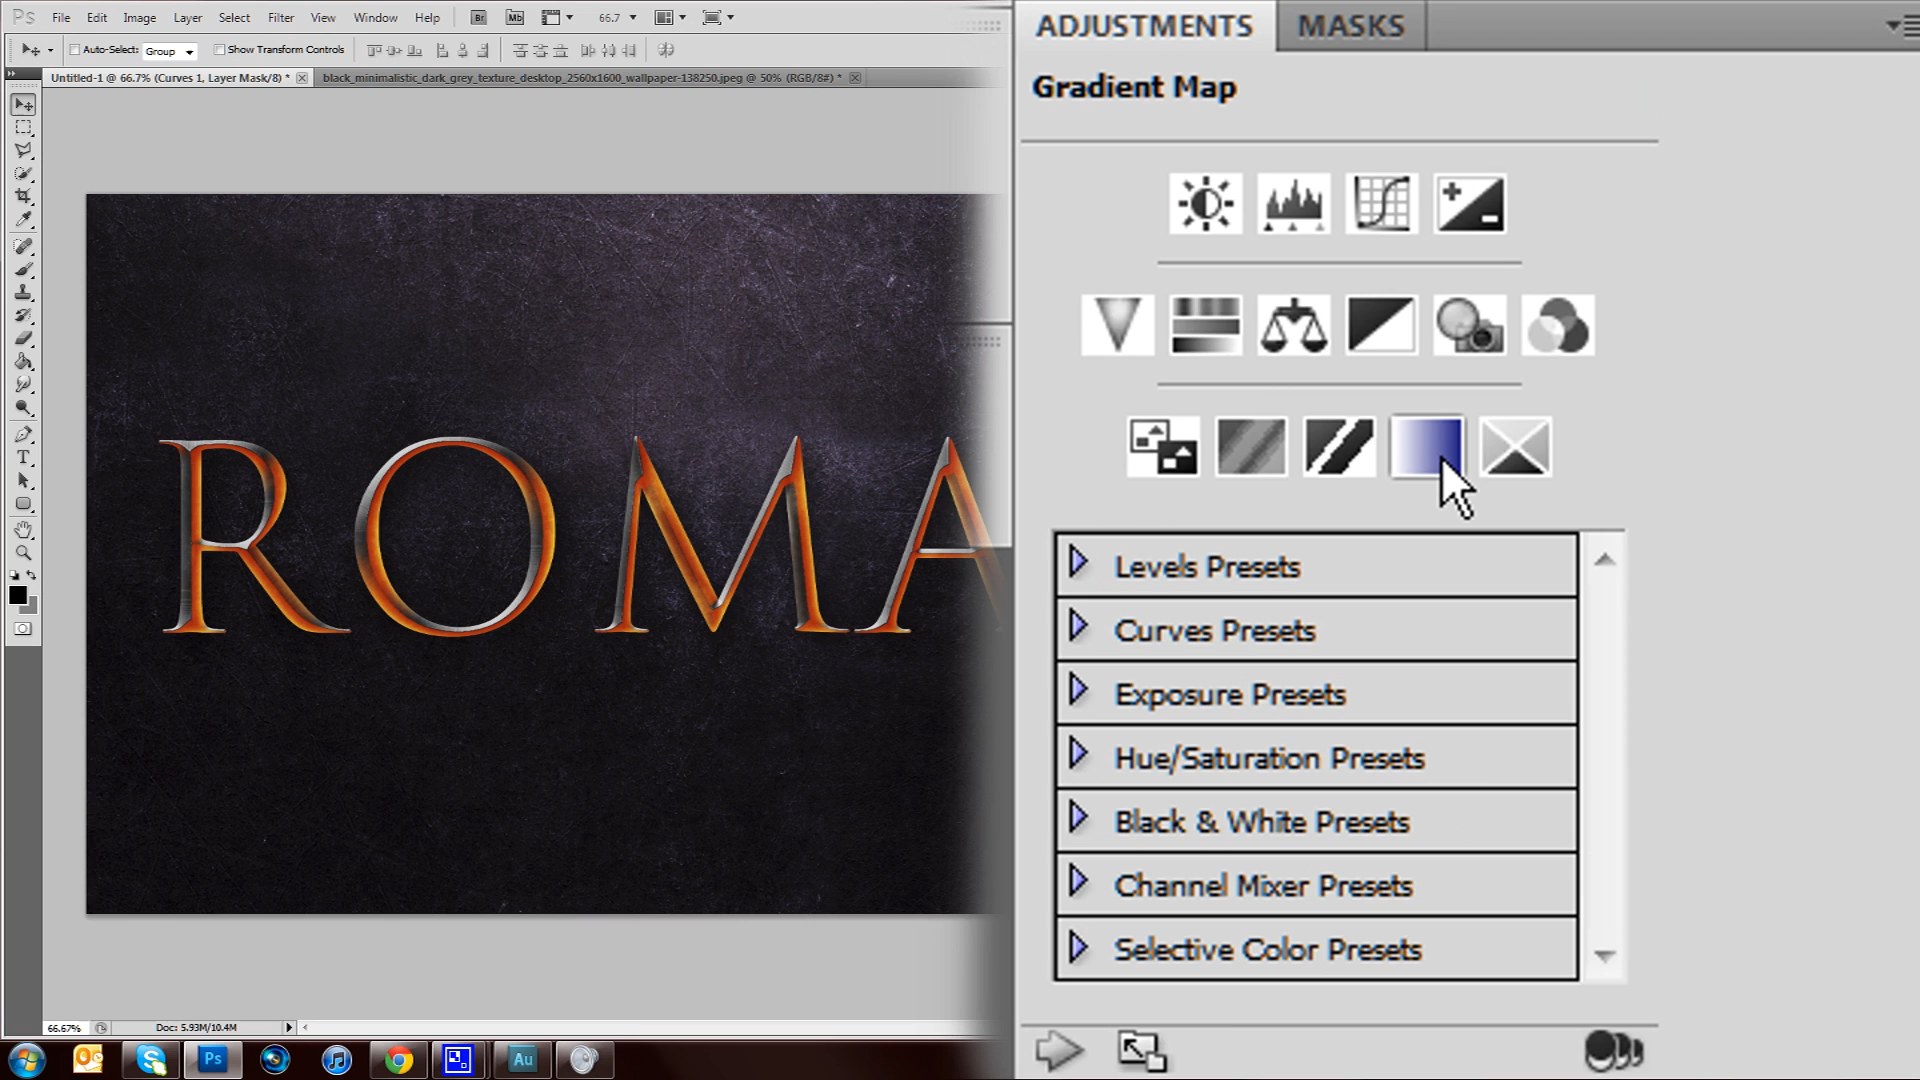 Ps File Edit Image Layer Select Filter View Window Help Br Mb 66.7
Auto-Select: Group Show Transform Controls
Untitled-1 @ 66.7% (Curves 1, Layer Mask/8) * black_minimalistic_dark_grey_texture_desktop_2560x1600_wallpaper-138250.jpeg @ 50% (RGB/8#) *
T
ROMA
66.67% Doc: 5.93M/10.4M
Ps Au
ADJUSTMENTS MASKS
Gradient Map
Levels Presets
Curves Presets
Exposure Presets
Hue/Saturation Presets
Black & White Presets
Channel Mixer Presets
Selective Color Presets